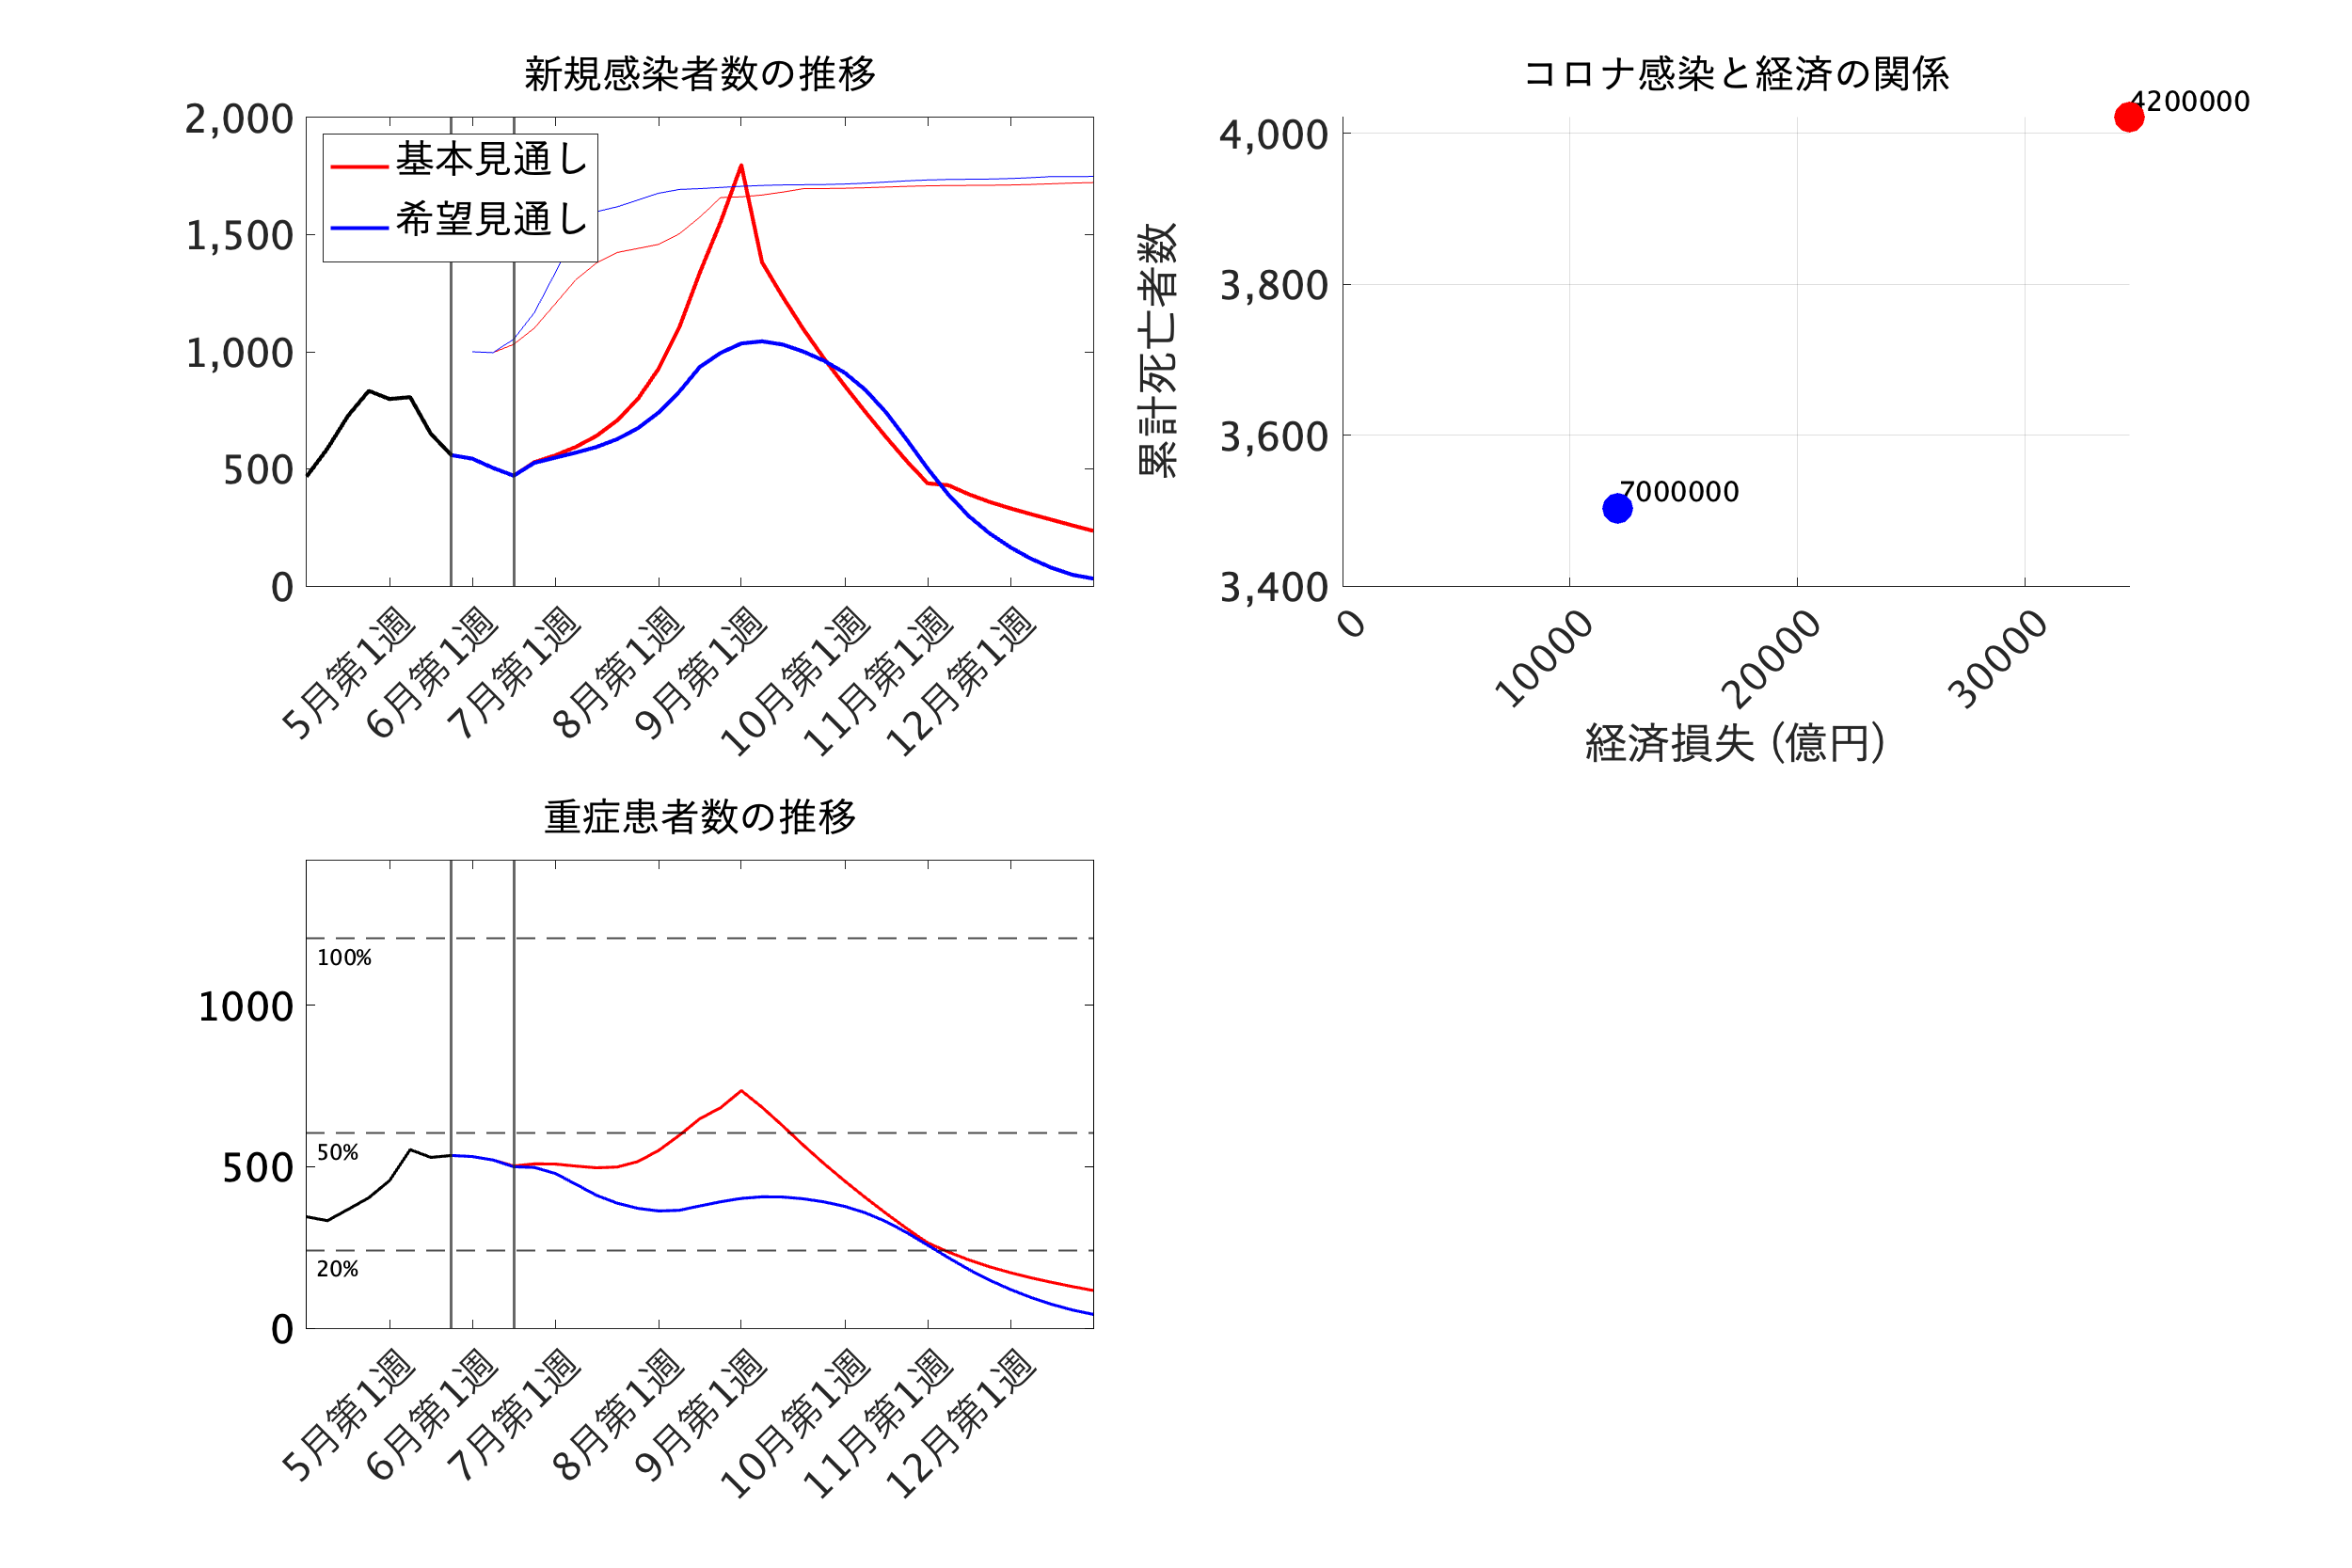 新規感染者数の推移
2,000
1,500
1,000
500
0
基本見通し
希望見通し
5月第1週
6月第1週
7月第1週
8月第1週
9月第1週
10月第1週
11月第1週
12月第1週
コロナ感染と経済の関係
累計死亡者数
4,000
3,800
3,600
3,400
4200000
7000000
0
10000
20000
30000
経済損失 (億円)
重症患者数の推移
1000
500
0
100%
50%
20%
5月第1週
6月第1週
7月第1週
8月第1週
9月第1週
10月第1週
11月第1週
12月第1週